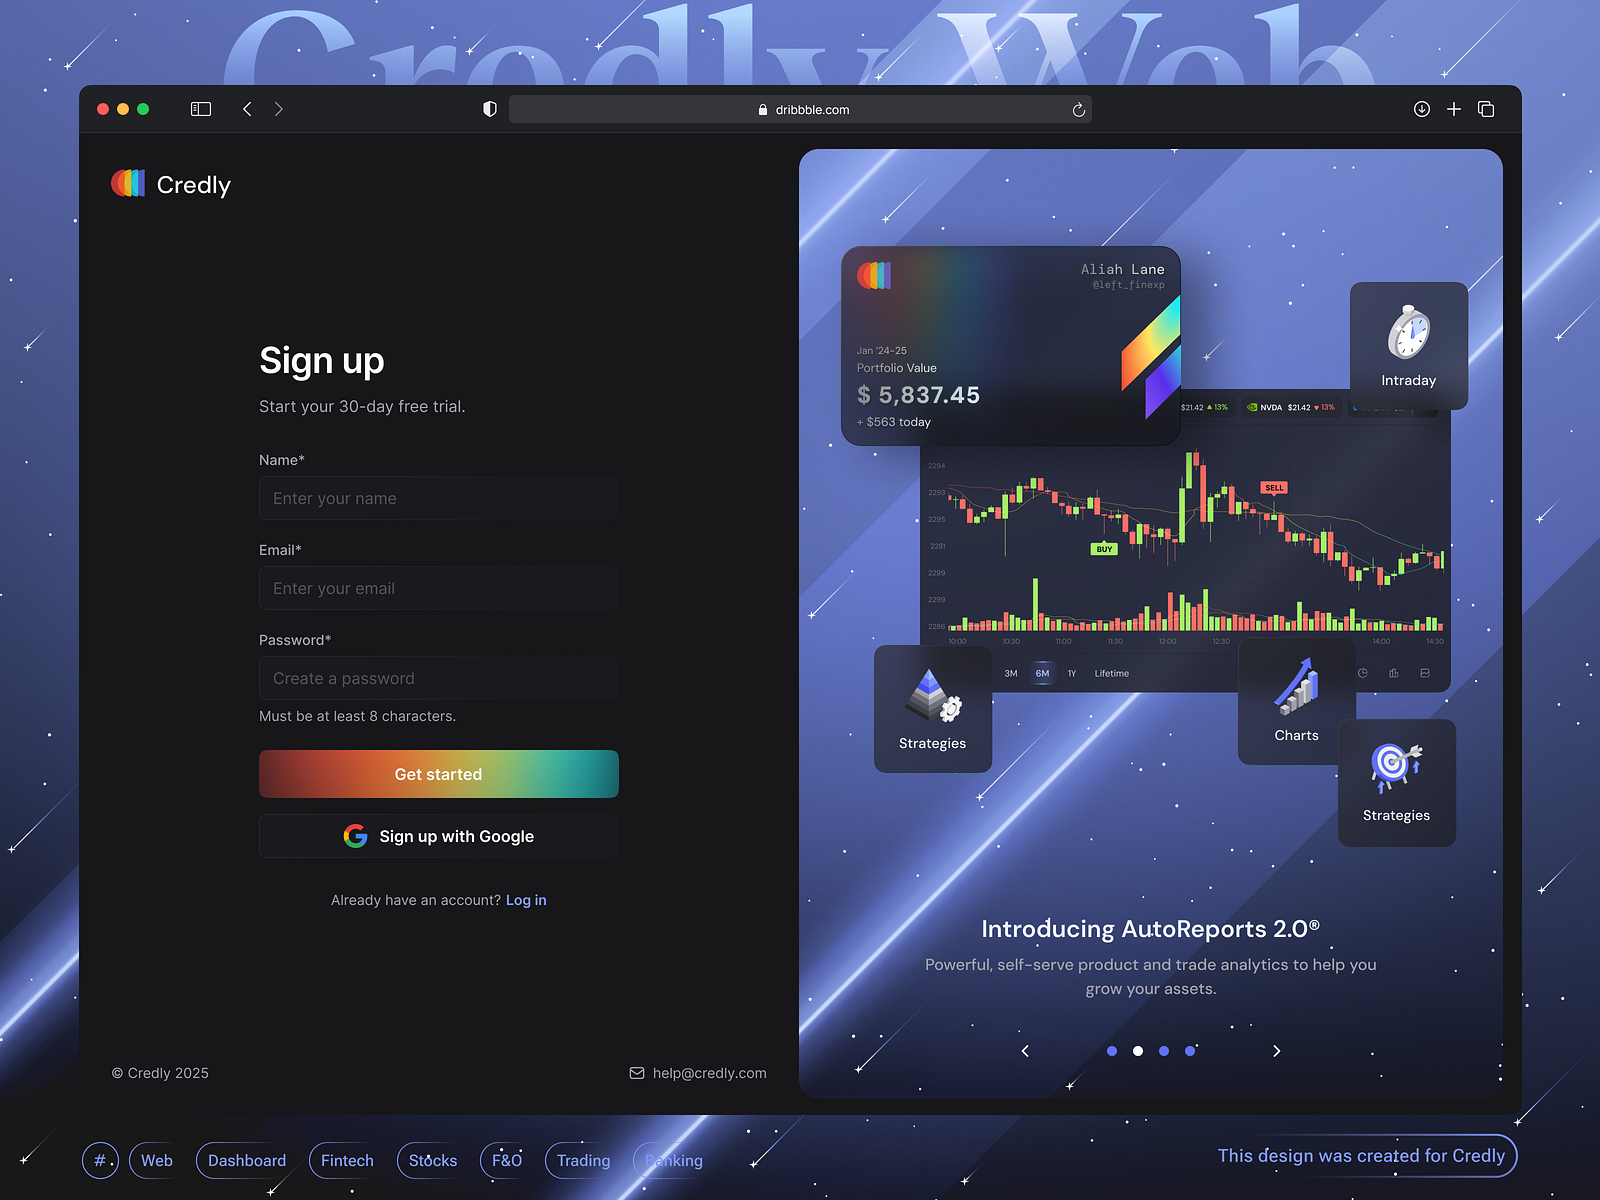 Credly Web
dribbble.com
Credly
Sign up
Start your 30-day free trial.
Name*
Enter your name
Email*
Enter your email
Password*
Create a password
Must be at least 8 characters.
Get started
Sign up with Google
Already have an account? Log in
© Credly 2025
help@credly.com
Aliah Lane
@left_finexp
Jan '24-25
Portfolio Value
$ 5,837.45
+ $563 today
Intraday
$21.42 13%
NVDA $21.42 13%
2294
2293
2295
2281
2299
2299
2286
SELL
BUY
10:00 10:30 11:00 11:30 12:00 12:30 14:00 14:30
3M 6M 1Y Lifetime
Strategies
Charts
Strategies
Introducing AutoReports 2.0®
Powerful, self-serve product and trade analytics to help you
grow your assets.
# Web Dashboard Fintech Stocks F&O Trading Banking
This design was created for Credly